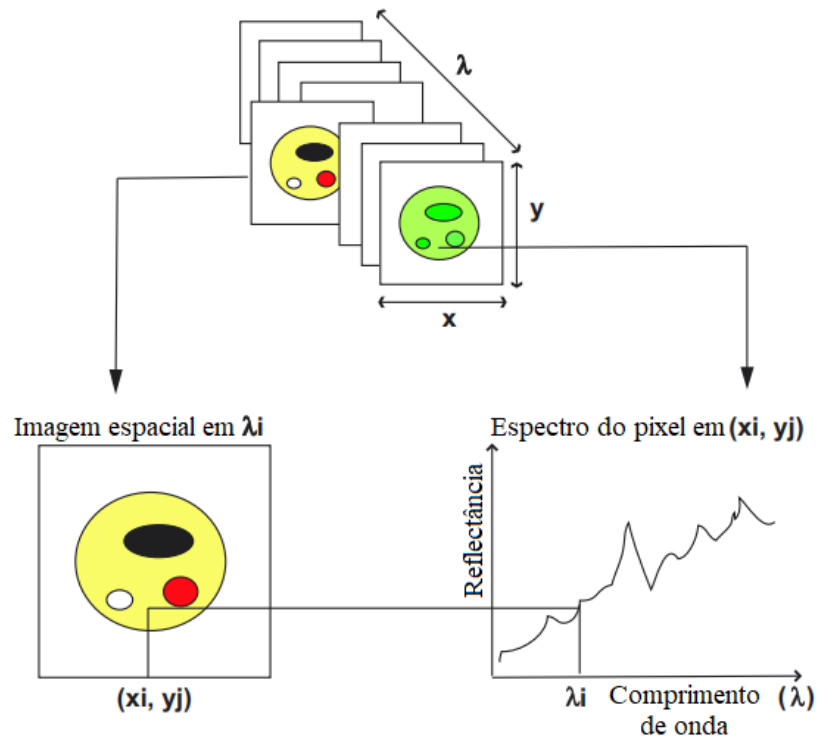 λ
y
x
Imagem espacial em λi
Espectro do pixel em (xi, yj)
Reflectância
(xi, yj)
λi
Comprimento de onda
(λ)